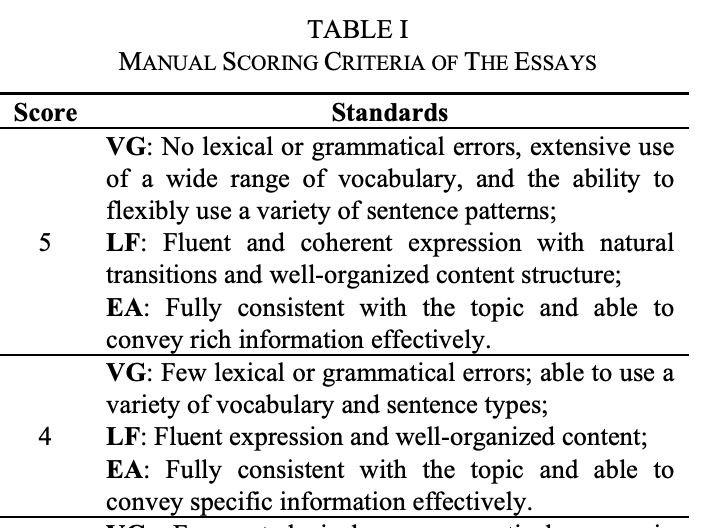 TABLE I
MANUAL SCORING CRITERIA OF THE ESSAYS
Score Standards
VG: No lexical or grammatical errors, extensive use
of a wide range of vocabulary, and the ability to
flexibly use a variety of sentence patterns;
5 LF: Fluent and coherent expression with natural
transitions and well-organized content structure;
EA: Fully consistent with the topic and able to
convey rich information effectively.
VG: Few lexical or grammatical errors; able to use a
variety of vocabulary and sentence types;
4 LF: Fluent expression and well-organized content;
EA: Fully consistent with the topic and able to
convey specific information effectively.